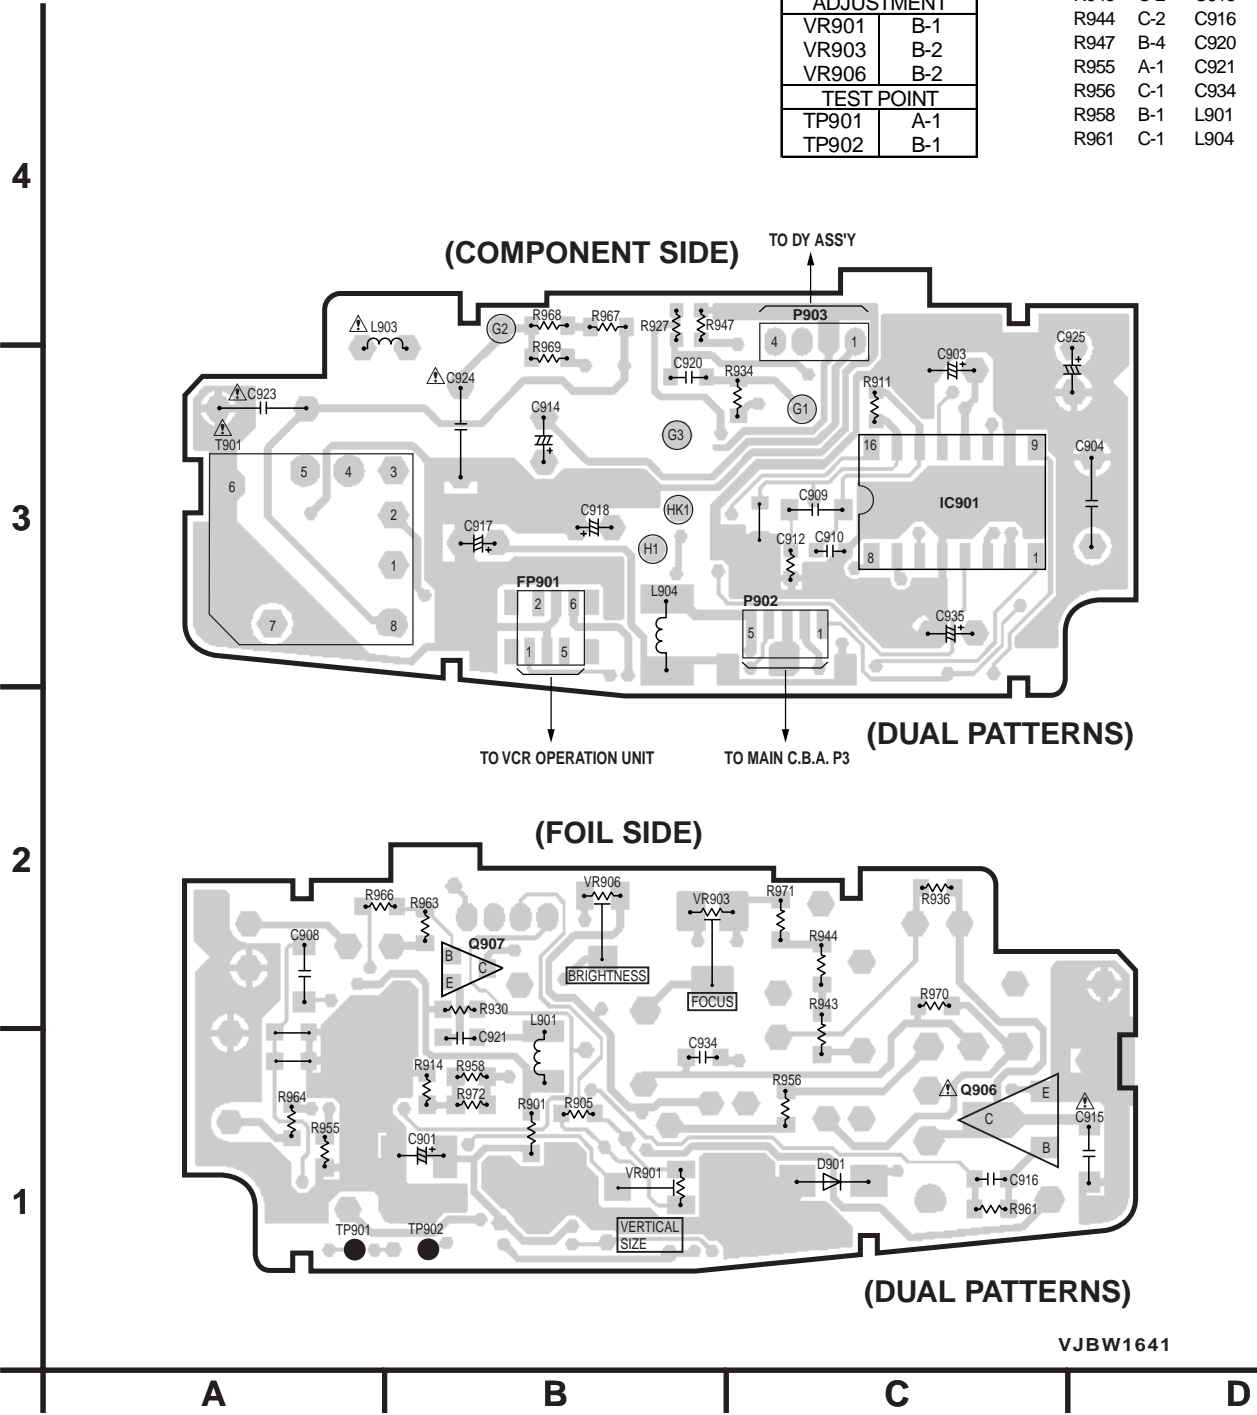 ADJUSTMENT
VR901 B-1
VR903 B-2
VR906 B-2
TEST POINT
TP901 A-1
TP902 B-1
R944 C-2 C916
R947 B-4 C920
R955 A-1 C921
R956 C-1 C934
R958 B-1 L901
R961 C-1 L904
4
(COMPONENT SIDE)
TO DY ASS'Y
L903
G2
R968
R967
R927
R947
P903
4 1
C925
R969
C923
C924
C920
R934
C903
R911
C914
G1
G3
T901
16 9
C904
5 4 3
6
2
3
C917
C918
HK1
H1
C909
IC901
C912
C910
1
8 1
FP901
2 6
L904
P902
5 1
C935
7 8
1 5
TO VCR OPERATION UNIT
TO MAIN C.B.A. P3
(DUAL PATTERNS)
2
(FOIL SIDE)
R966
R963
VR906
VR903
R971
R936
C908
Q907
B
C
E
R944
BRIGHTNESS
FOCUS
R930
L901
R943
R970
C921
C934
R914
R958
R956
Q906
E
C
B
R964
R972
R901
R905
C915
R955
C901
VR901
D901
C916
1
R961
TP901
TP902
VERTICAL
SIZE
(DUAL PATTERNS)
VJBW1641
A B C D